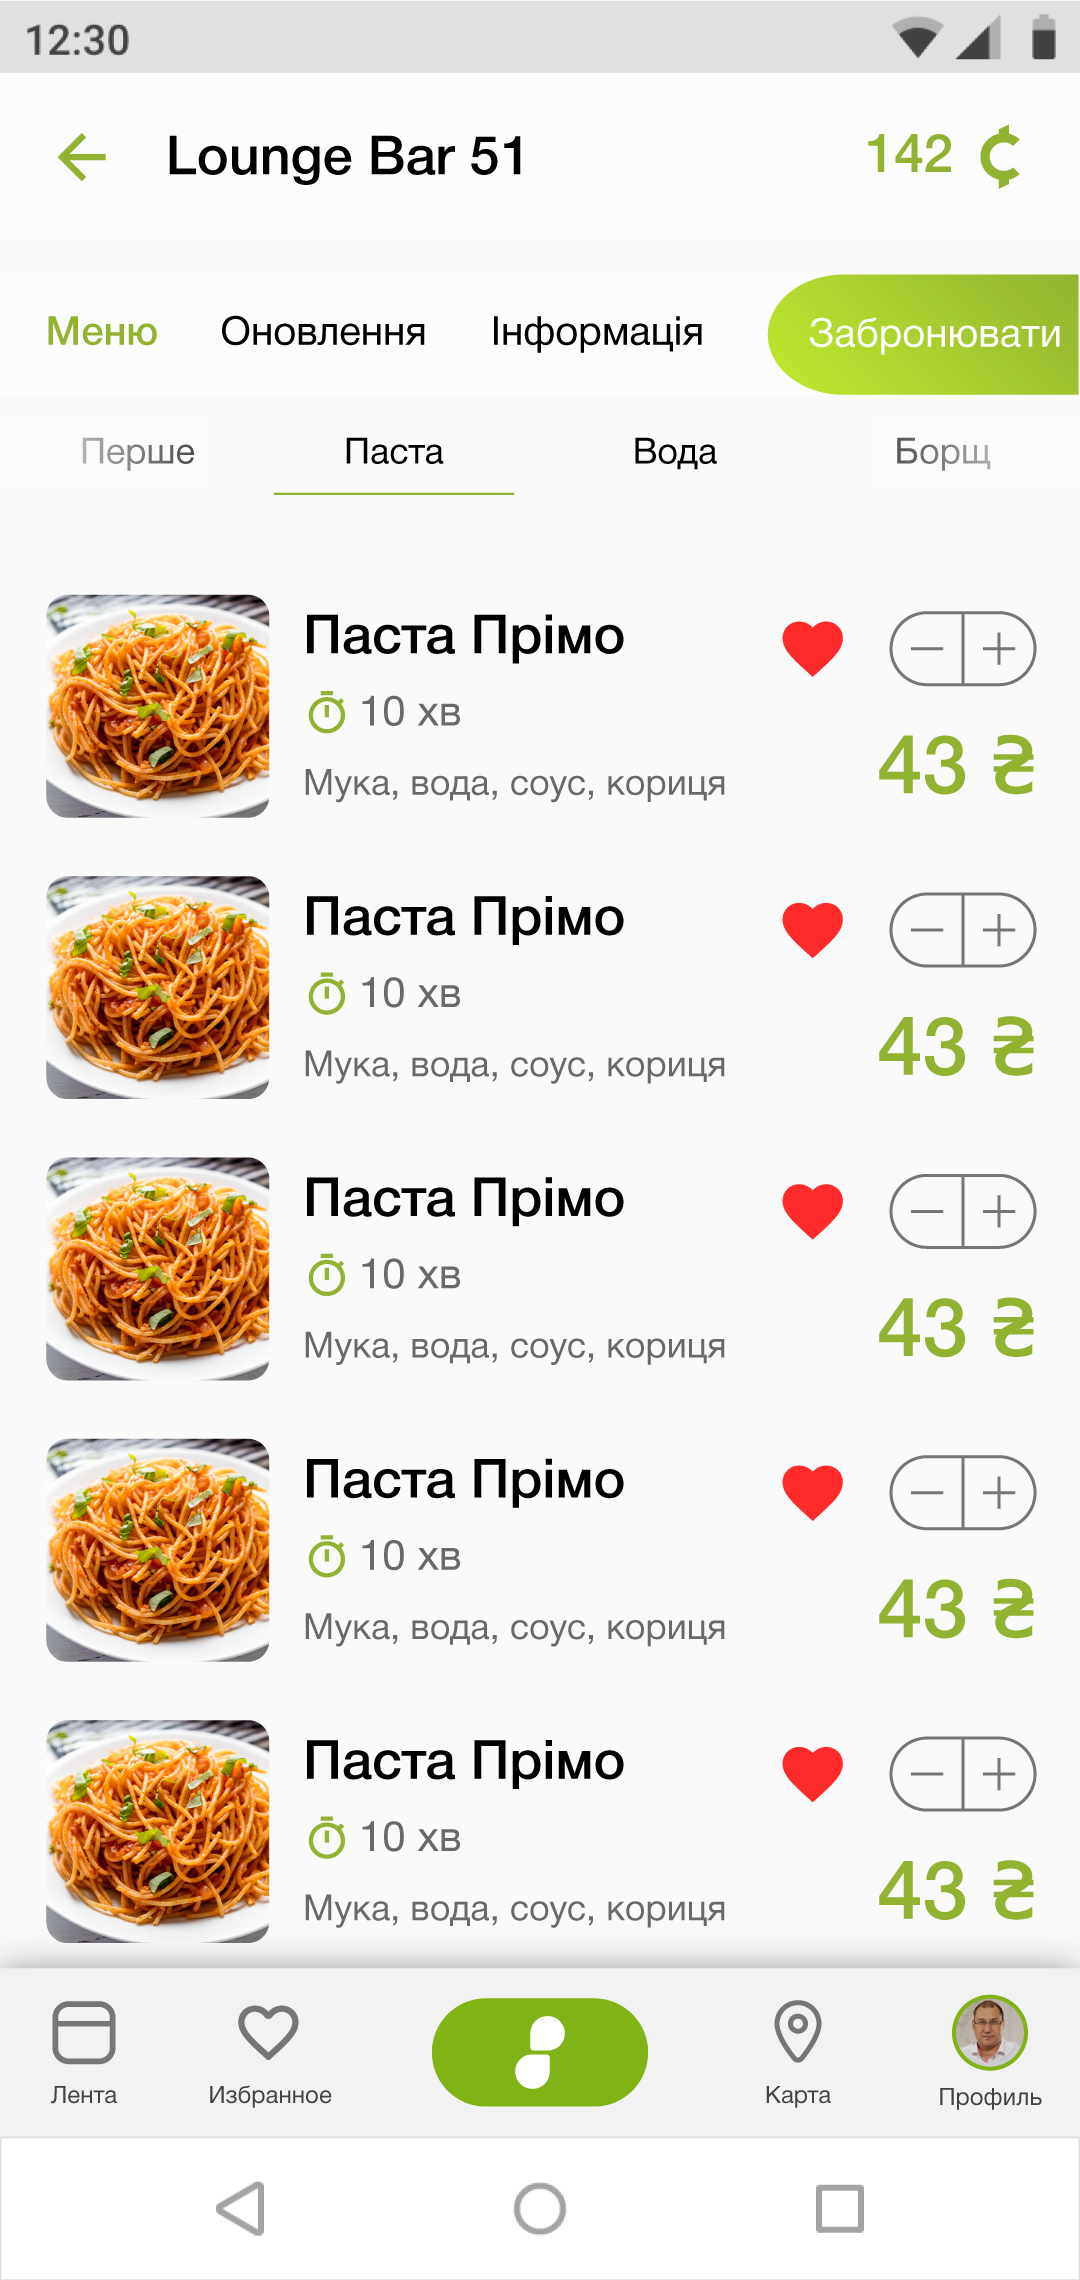 12:30
Lounge Bar 51
142 ₵
Меню Оновлення Інформація Забронювати
Перше Паста Вода Борщ
Паста Прімо
10 хв
Мука, вода, соус, кориця
43 ₴
Паста Прімо
10 хв
Мука, вода, соус, кориця
43 ₴
Паста Прімо
10 хв
Мука, вода, соус, кориця
43 ₴
Паста Прімо
10 хв
Мука, вода, соус, кориця
43 ₴
Паста Прімо
10 хв
Мука, вода, соус, кориця
43 ₴
Лента Избранное Карта Профиль